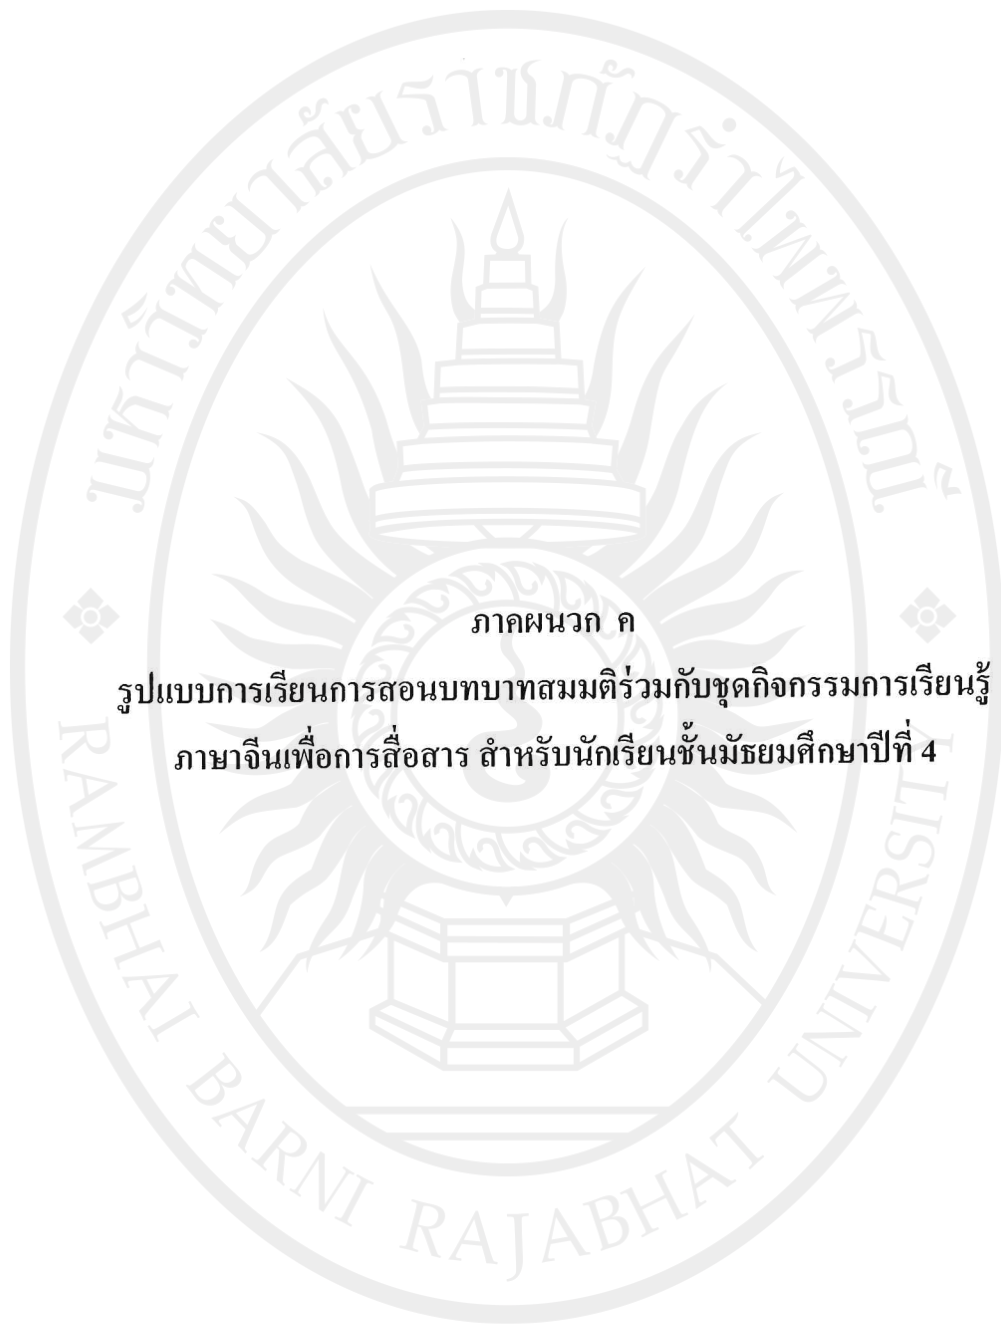 มหาวิทยาลัยราชภัฏรำไพพรรณี
ภาคผนวก ค
รูปแบบการเรียนการสอนบทบาทสมมติร่วมกับชุดกิจกรรมการเรียนรู้
ภาษาจีนเพื่อการสื่อสาร สำหรับนักเรียนชั้นมัธยมศึกษาปีที่ 4
RAMBHAI BARNI RAJABHAT UNIVERSIT